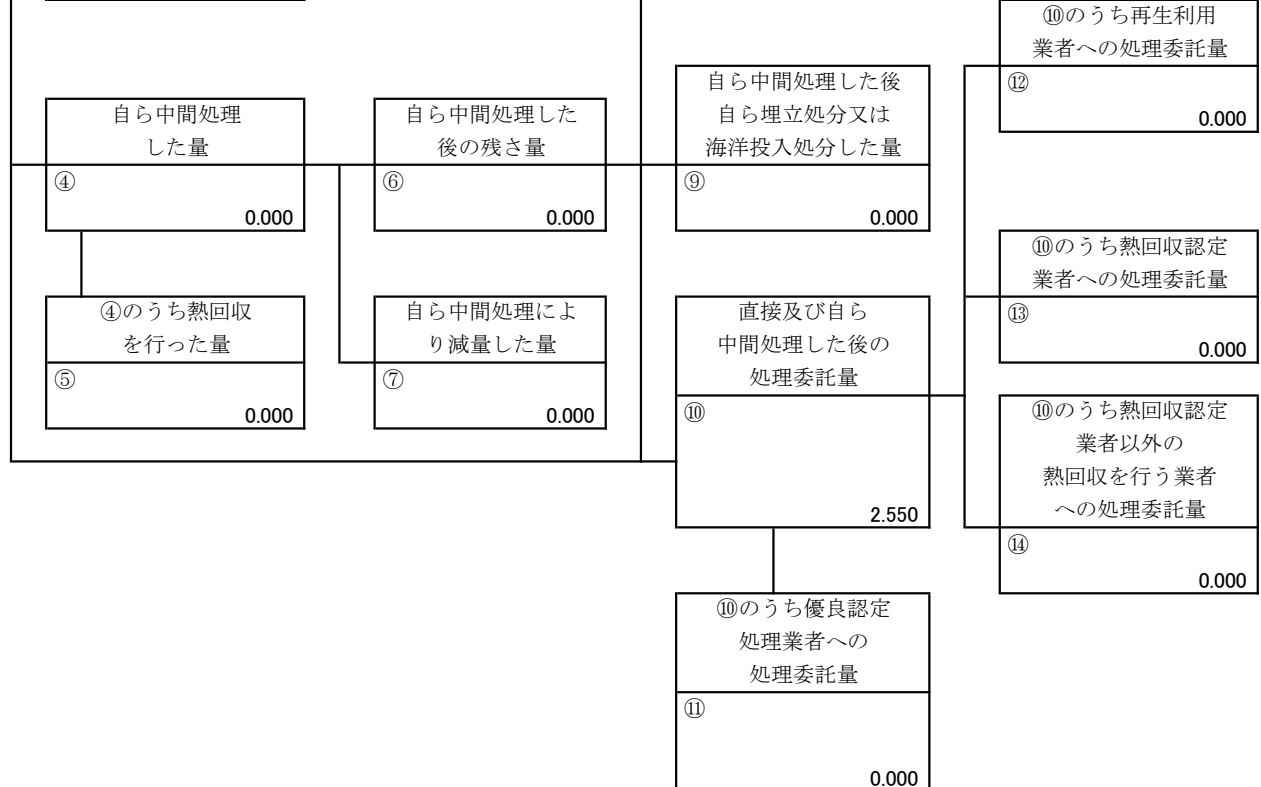 ⑩のうち再生利用
業者への処理委託量
⑫
0.000
自ら中間処理
した量
④
0.000
自ら中間処理した
後の残さ量
⑥
0.000
自ら中間処理した後
自ら埋立処分又は
海洋投入処分した量
⑨
0.000
⑩のうち熱回収認定
業者への処理委託量
⑬
0.000
④のうち熱回収
を行った量
⑤
0.000
自ら中間処理によ
り減量した量
⑦
0.000
直接及び自ら
中間処理した後の
処理委託量
⑩
2.550
⑩のうち熱回収認定
業者以外の
熱回収を行う業者
への処理委託量
⑭
0.000
⑩のうち優良認定
処理業者への
処理委託量
⑪
0.000